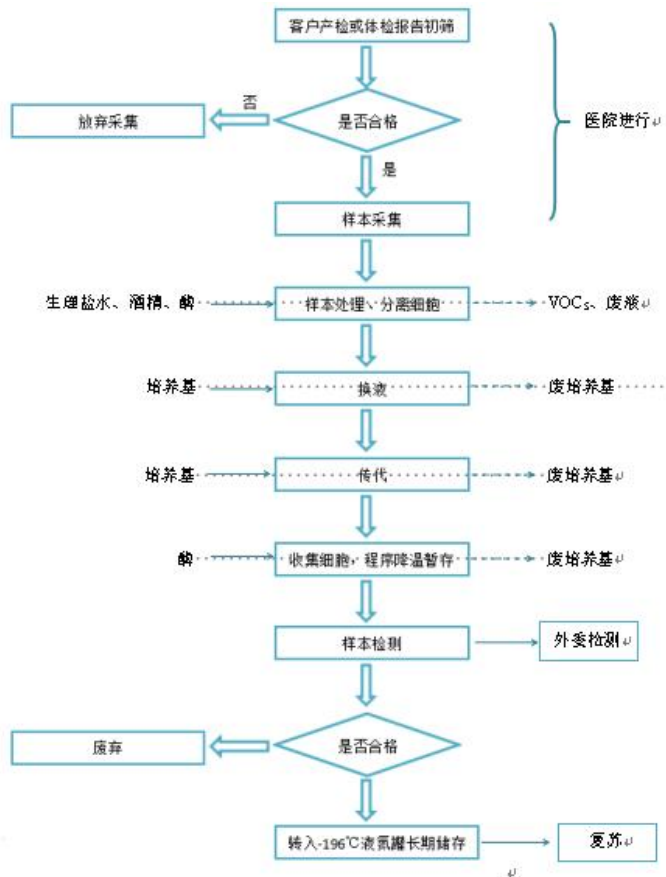 客户产检或体检报告初筛
否
放弃采集
是否合格
医院进行
是
样本采集
生理盐水、酒精、酶
样本处理、分离细胞
VOCs、废液
培养基
换液
废培养基
培养基
传代
废培养基
酶
收集细胞，程序降温暂存
废培养基
样本检测
外委检测
废弃
是否合格
转入-196℃液氮罐长期储存
复苏